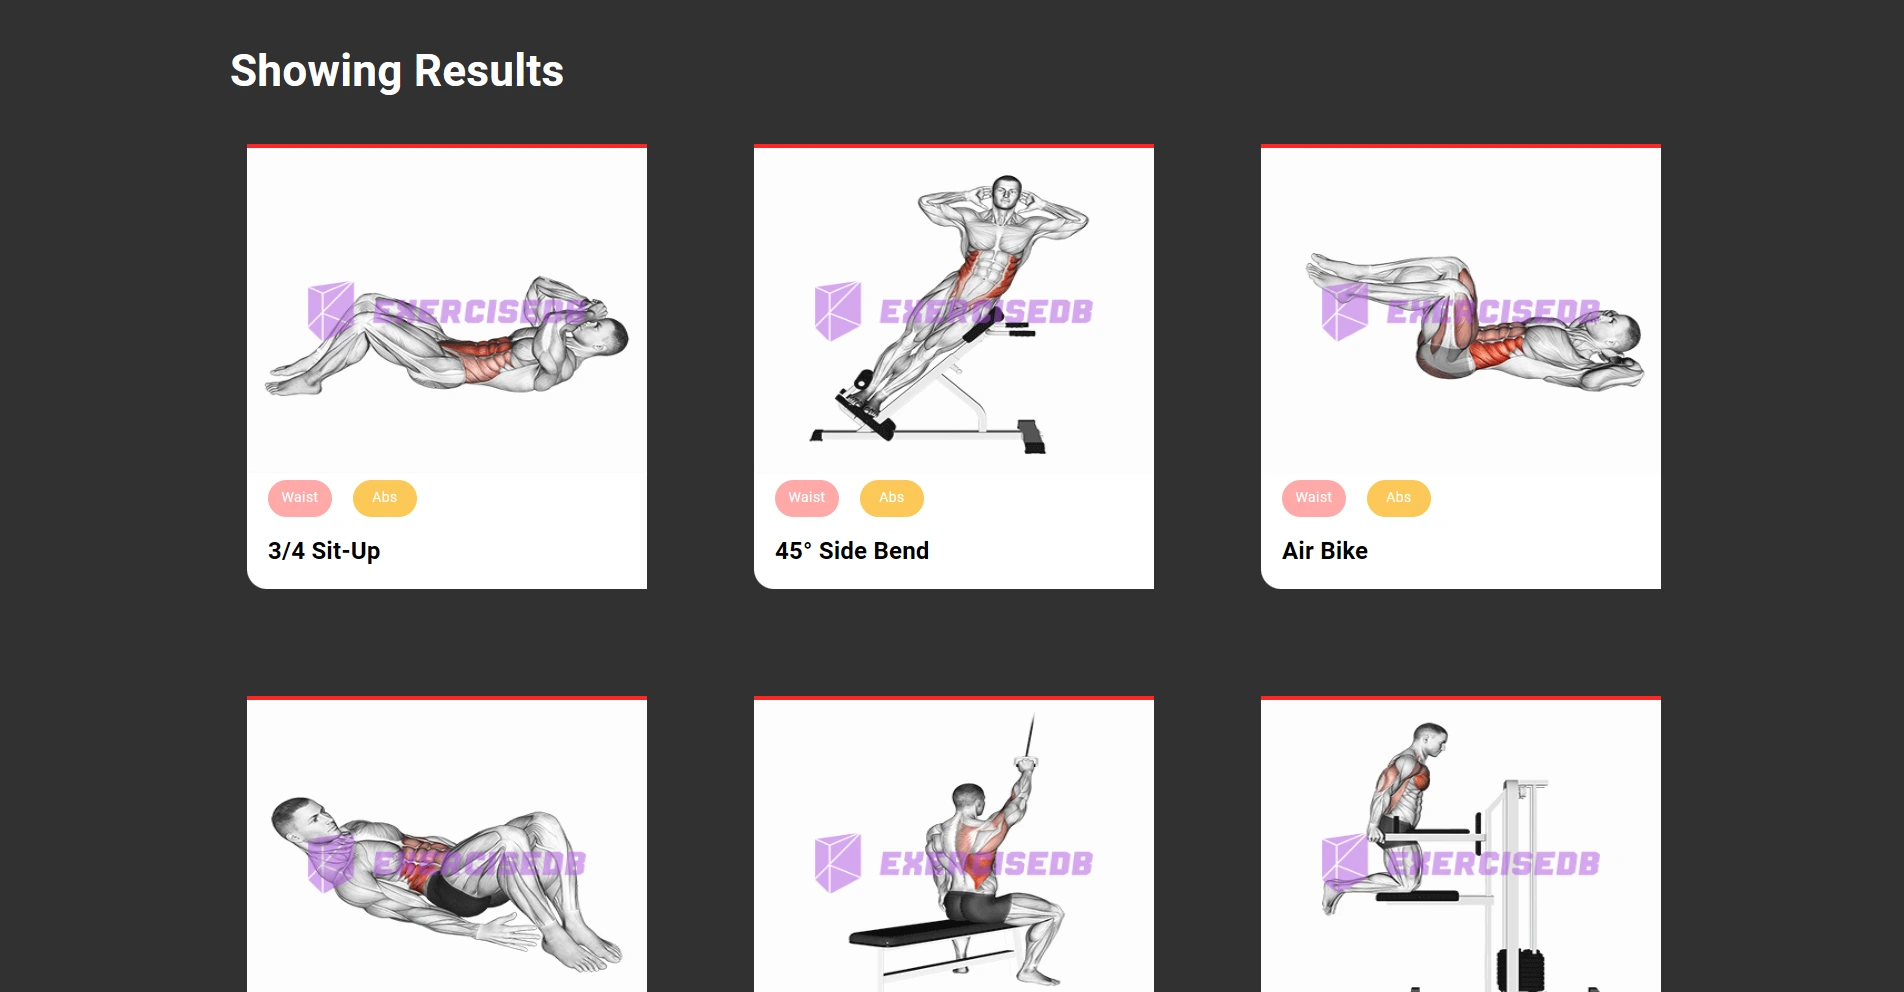 Showing Results
EXERCISEDB
EXERCISEDB
EXERCISEDB
Waist
Abs
Waist
Abs
Waist
Abs
3/4 Sit-Up
45° Side Bend
Air Bike
EXERCISEDB
EXERCISEDB
EXERCISEDB